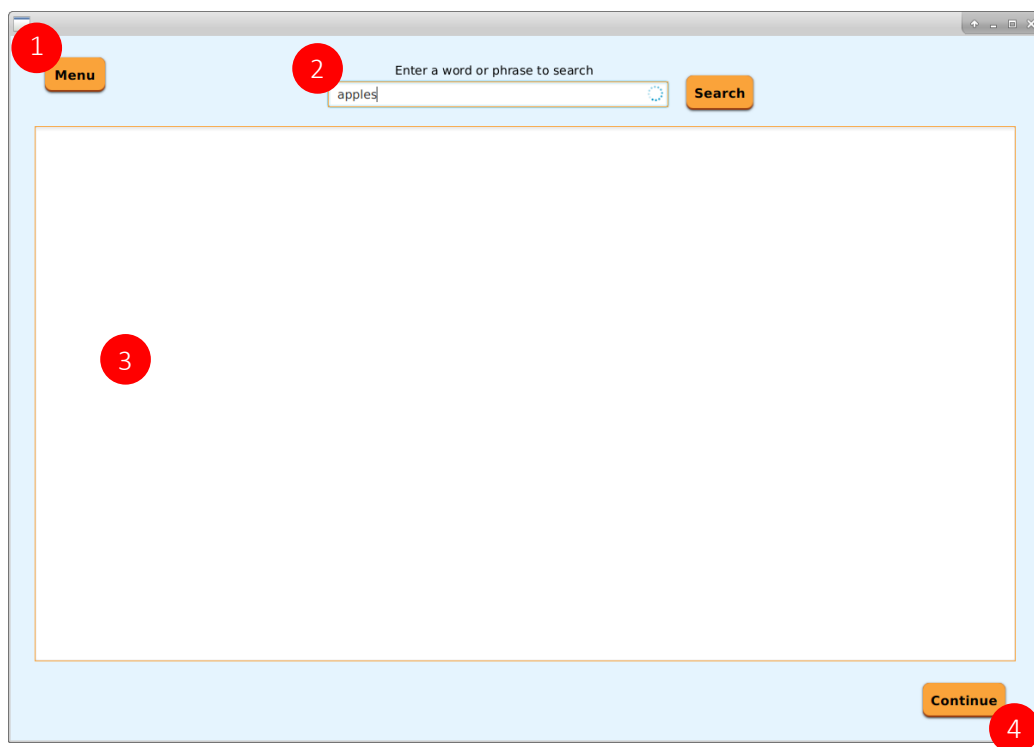 1
Menu
2
Enter a word or phrase to search
apples
Search
3
Continue
4